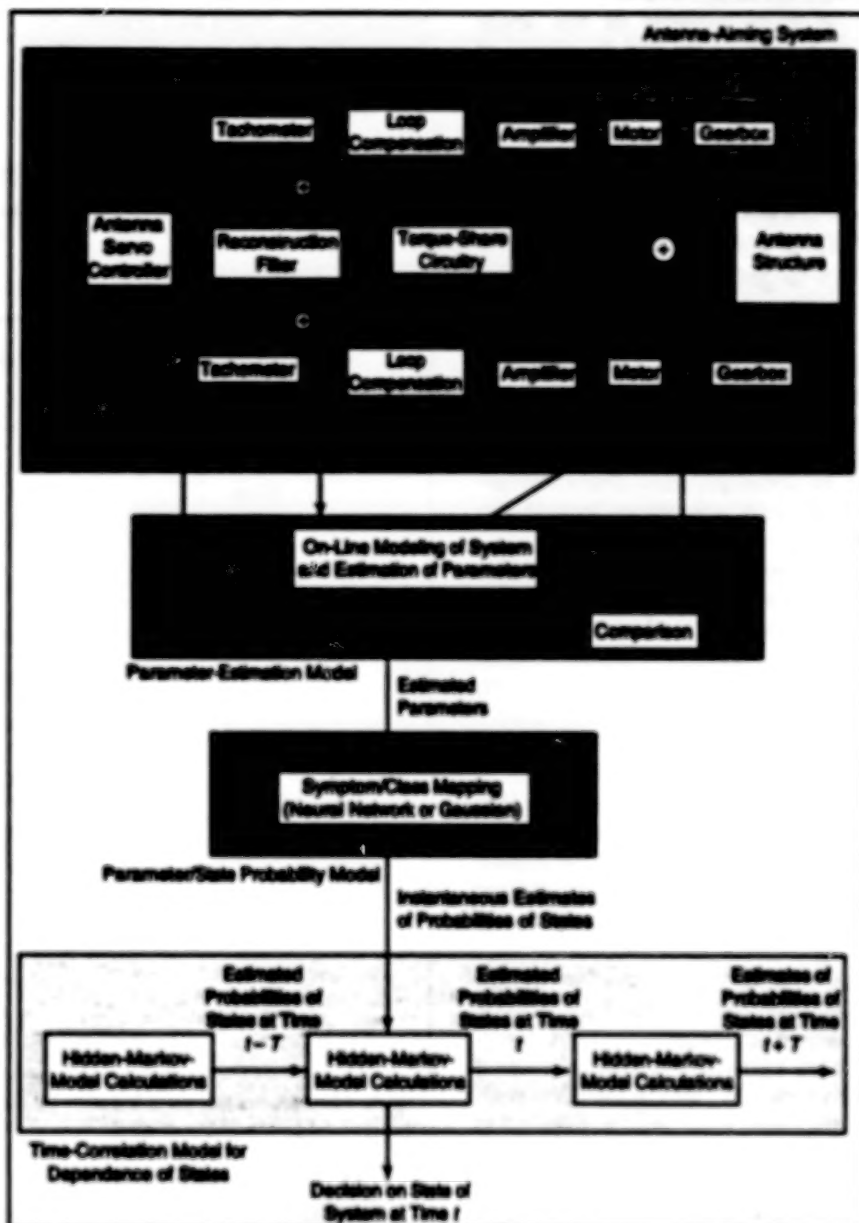 Antenna-Aiming System
Tachometer
Loop
Compensation
Amplifier
Motor
Gearbox
Antenna
Servo
Controller
Reconstruction
Filter
Torque-Share
Circuitry
+
Antenna
Structure
Tachometer
Loop
Compensation
Amplifier
Motor
Gearbox
On-Line Modeling of System
and Estimation of Parameters
Comparison
Parameter-Estimation Model
Estimated
Parameters
Symptom/Class Mapping
(Neural Network or Gaussian)
Parameter/State Probability Model
Instantaneous Estimates
of Probabilities of States
Estimated
Probabilities of
States at Time
t – T
Estimated
Probabilities of
States at Time
t
Estimates of
Probabilities of
States at Time
t + T
Hidden-Markov-
Model Calculations
Hidden-Markov-
Model Calculations
Hidden-Markov-
Model Calculations
Time-Correlation Model for
Dependence of States
Decision on State of
System at Time t